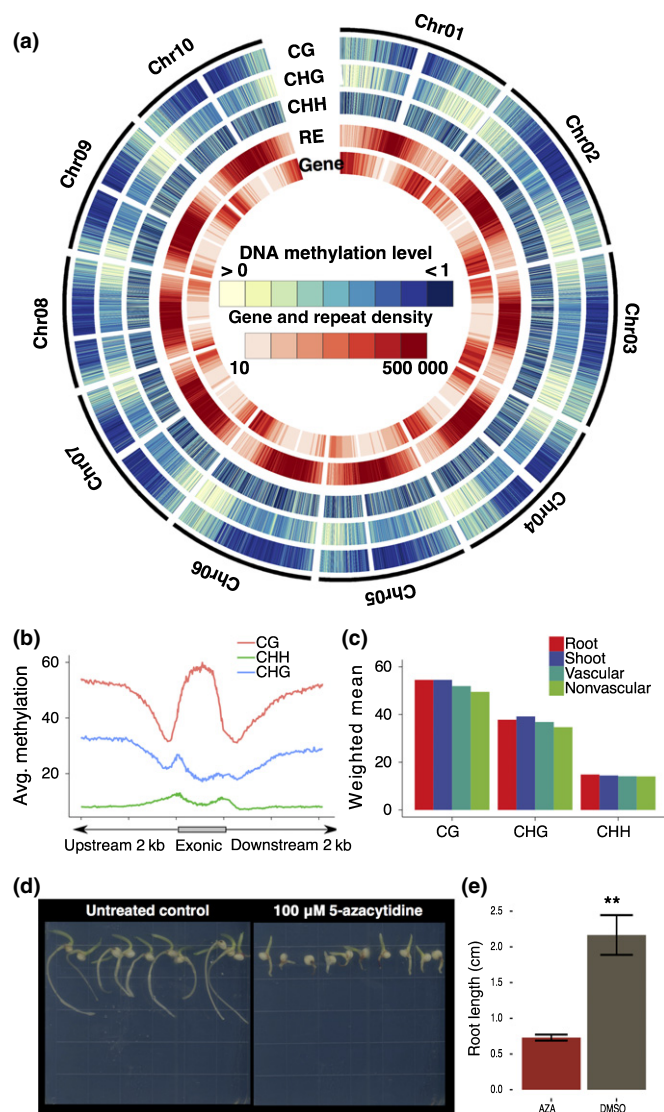 (a)
Chr01
Chr02
Chr03
Chr04
Chr05
Chr06
Chr07
Chr08
Chr09
Chr10
CG
CHG
CHH
RE
Gene
DNA methylation level
> 0 < 1
Gene and repeat density
10 500 000
(b)
CG
CHH
CHG
Avg. methylation
60
40
20
Upstream 2 kb Exonic Downstream 2 kb
(c)
Root
Shoot
Vascular
Nonvascular
Weighted mean
60
40
20
0
CG CHG CHH
(d)
Untreated control 100 µM 5-azacytidine
(e)
**
Root length (cm)
2.5
2.0
1.5
1.0
0.5
0.0
AZA DMSO